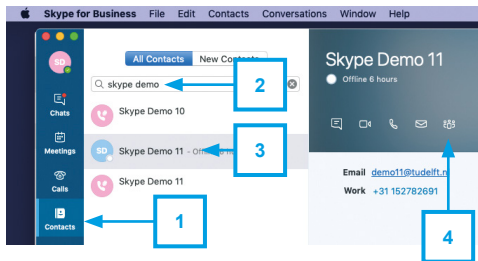 Skype for Business File Edit Contacts Conversations Window Help
SD
All Contacts New Contacts
skype demo
2
Chats
Meetings
Calls
Contacts
Skype Demo 10
SD
Skype Demo 11 - Off
3
Skype Demo 11
1
Skype Demo 11
Offline 6 hours
Email demo11@tudelft.n
Work +31 152782691
4